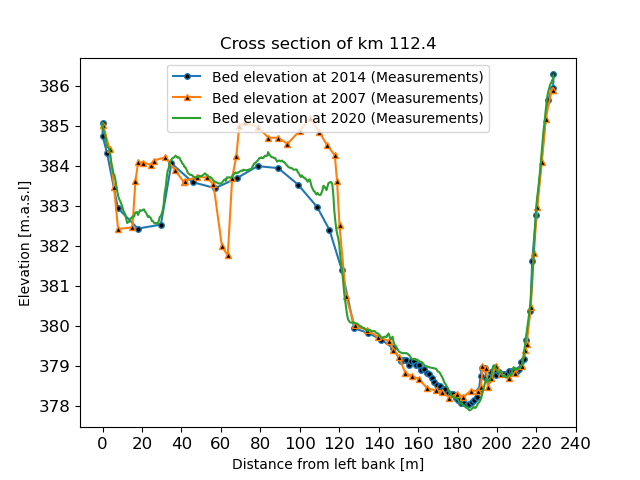 Cross section of km 112.4
Bed elevation at 2014 (Measurements)
Bed elevation at 2007 (Measurements)
Bed elevation at 2020 (Measurements)
Elevation [m.a.s.l]
386
385
384
383
382
381
380
379
378
0 20 40 60 80 100 120 140 160 180 200 220 240
Distance from left bank [m]